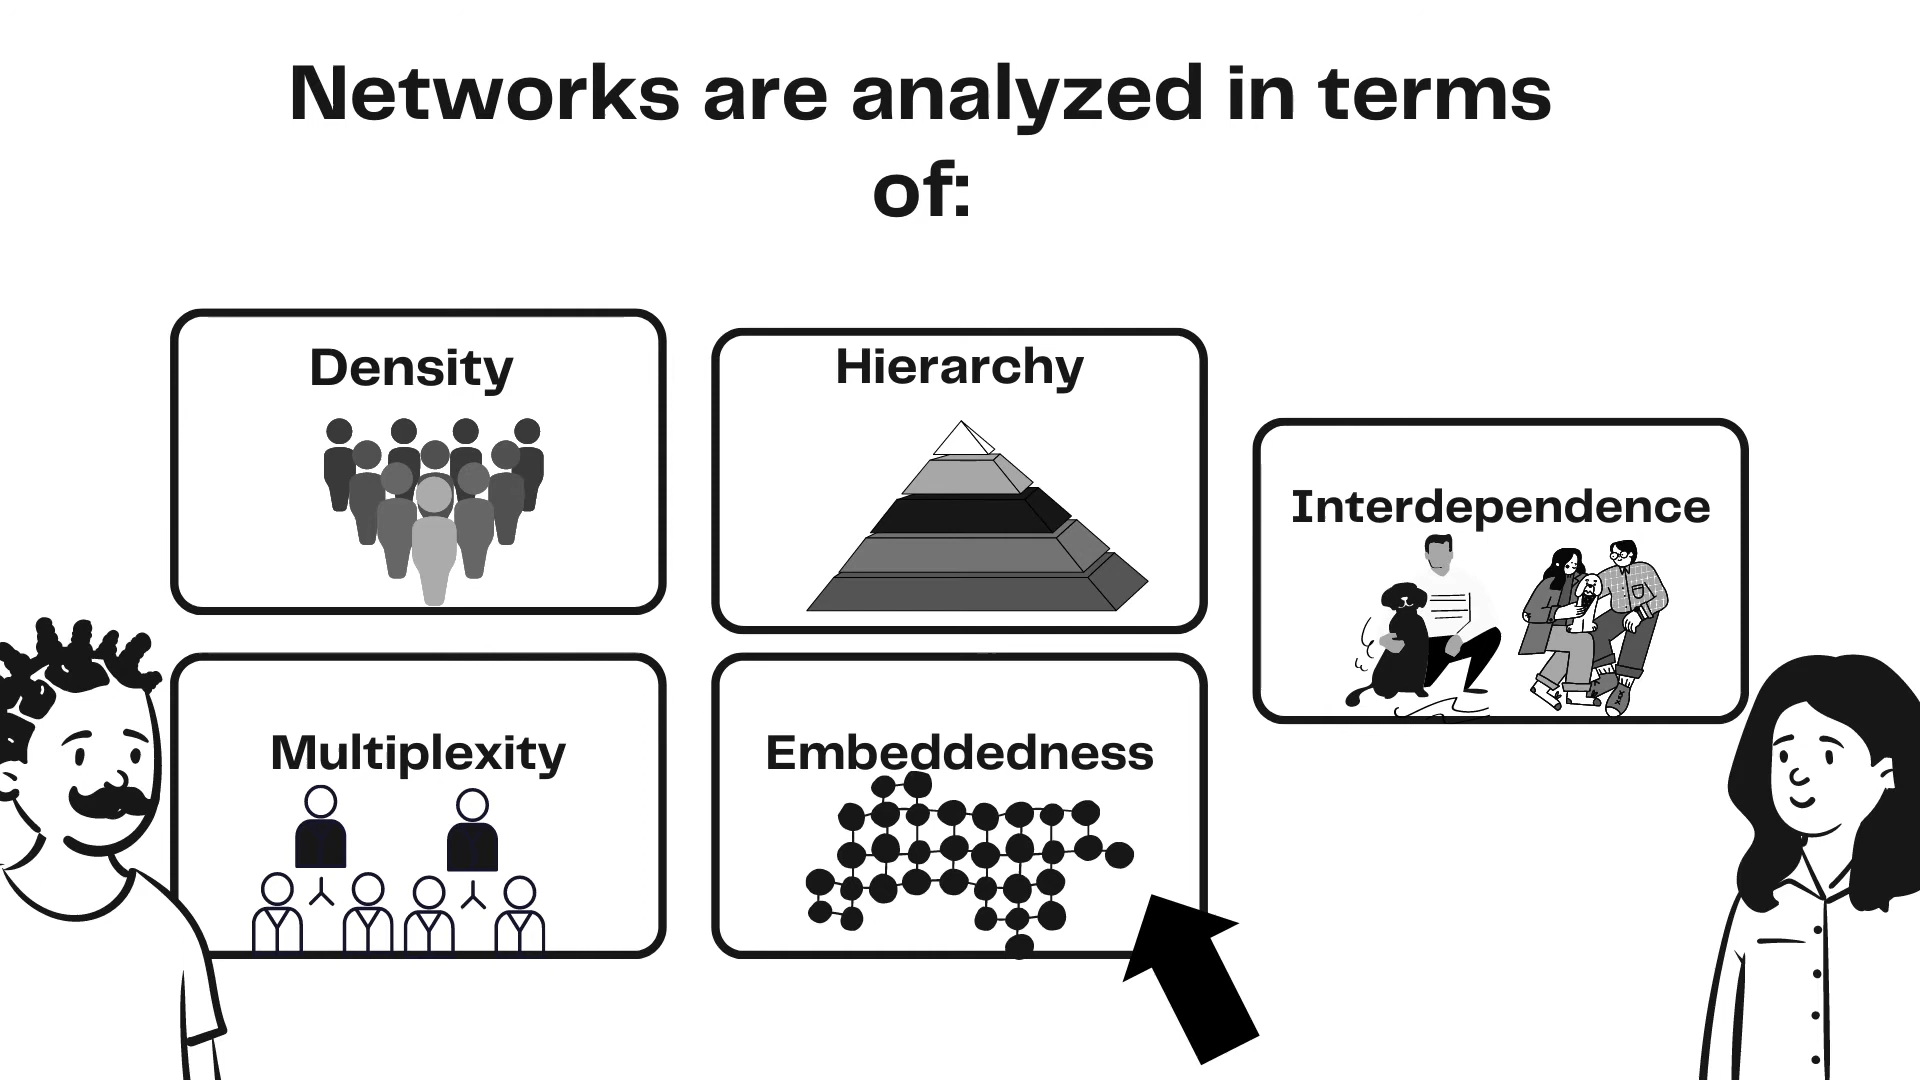 Networks are analyzed in terms
of:
Density
Hierarchy
Interdependence
Multiplexity
Embeddedness